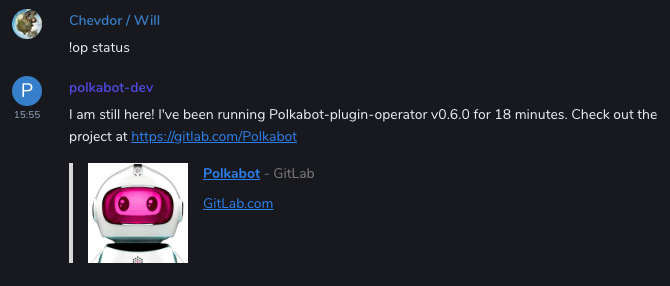 Chevdor / Will
!op status
P
polkabot-dev
15:55
I am still here! I've been running Polkabot-plugin-operator v0.6.0 for 18 minutes. Check out the
project at https://gitlab.com/Polkabot
Polkabot - GitLab
GitLab.com